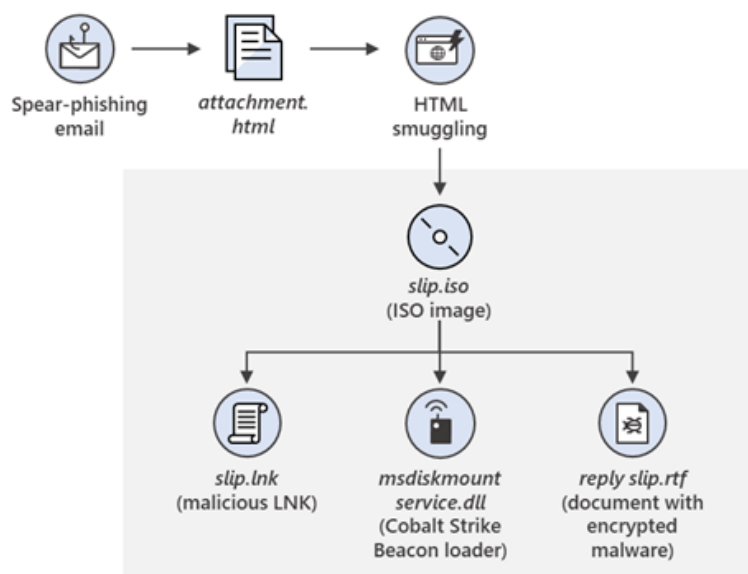 Spear-phishing
email
attachment.
html
HTML
smuggling
slip.iso
(ISO image)
slip.lnk
(malicious LNK)
msdiskmount
service.dll
(Cobalt Strike
Beacon loader)
reply slip.rtf
(document with
encrypted
malware)